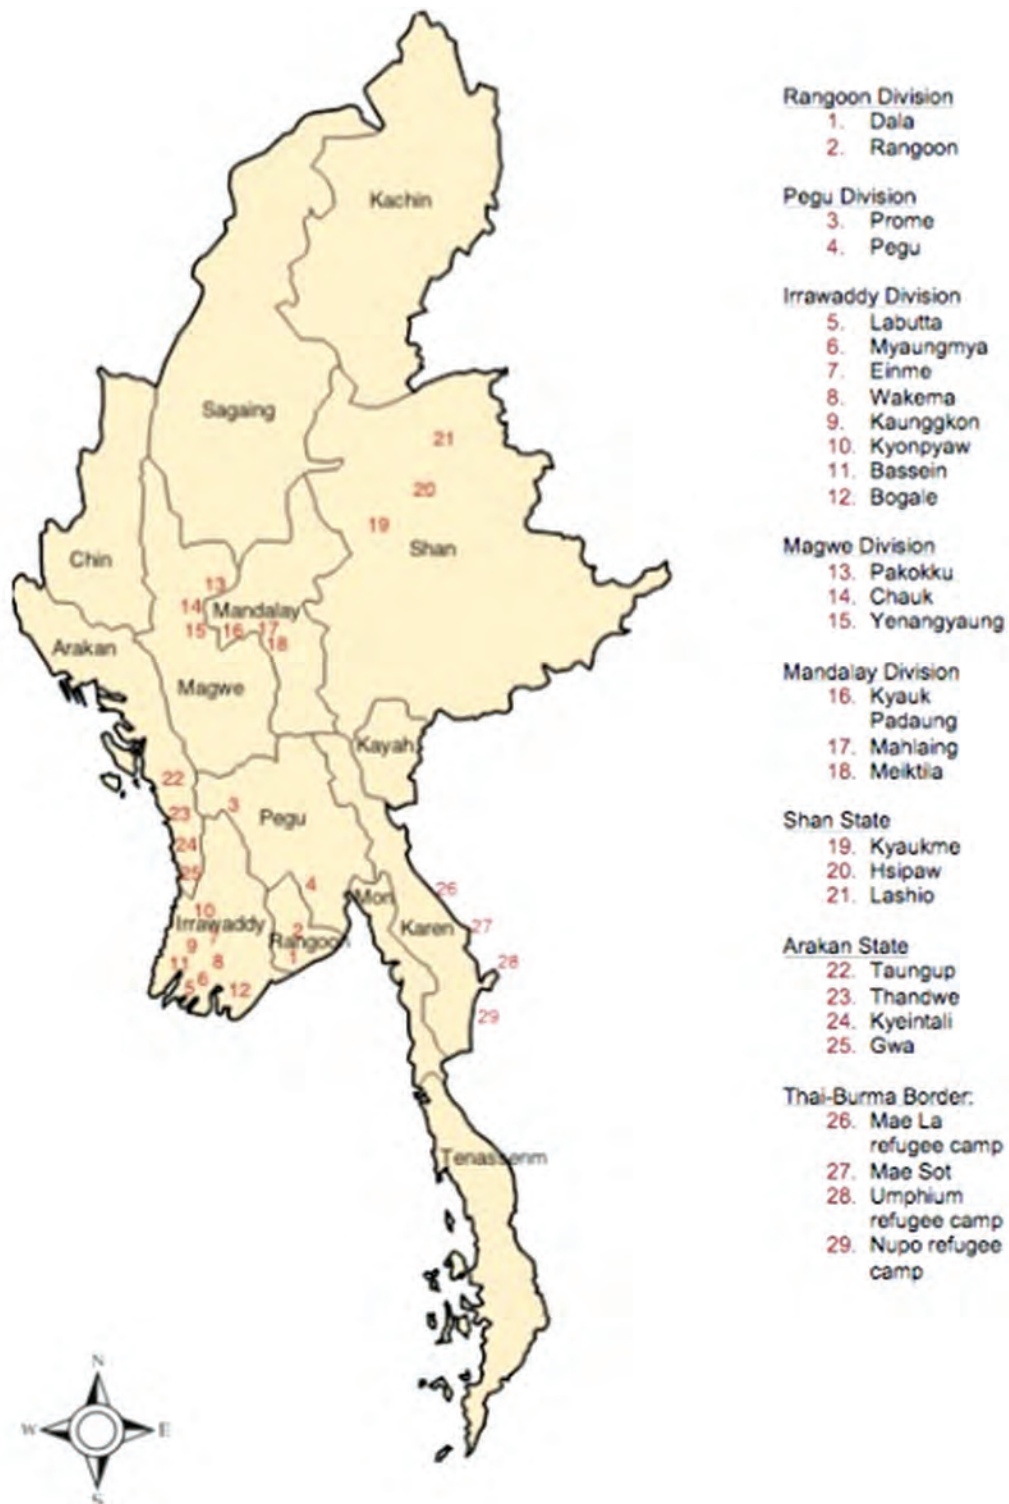 Kachin
Sagaing
21
20
19
Shan
Chin
13
14
Mandalay
15 16 17
18
Arakan
Magwe
Kayah
22
3
23
Pegu
24
25
4
26
Mon
10
Irrawaddy
27
Karen
2
Rangoon
7
9
1
11
8
28
6
5
12
29
Tenassenm
N
W E
S
Rangoon Division
1. Dala
2. Rangoon
Pegu Division
3. Prome
4. Pegu
Irrawaddy Division
5. Labutta
6. Myaungmya
7. Einme
8. Wakema
9. Kaunggkon
10. Kyonpyaw
11. Bassein
12. Bogale
Magwe Division
13. Pakokku
14. Chauk
15. Yenangyaung
Mandalay Division
16. Kyauk
Padaung
17. Mahlaing
18. Meiktila
Shan State
19. Kyaukme
20. Hsipaw
21. Lashio
Arakan State
22. Taungup
23. Thandwe
24. Kyeintali
25. Gwa
Thai-Burma Border:
26. Mae La
refugee camp
27. Mae Sot
28. Umphium
refugee camp
29. Nupo refugee
camp